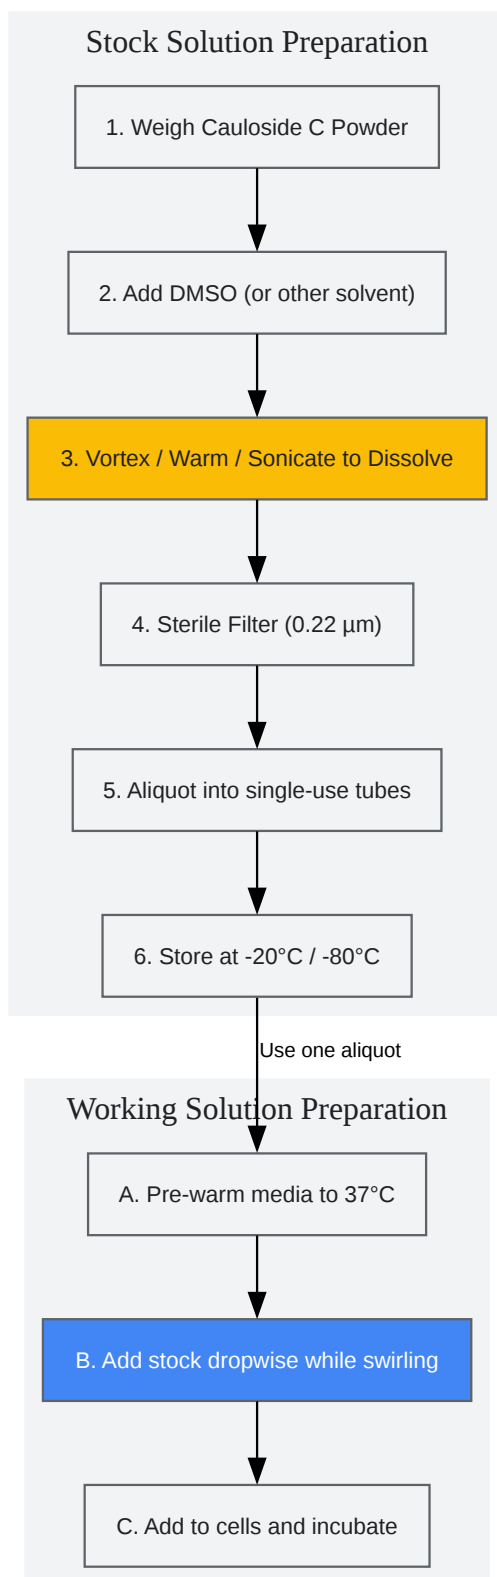 Stock Solution Preparation
1. Weigh Cauloside C Powder
2. Add DMSO (or other solvent)
3. Vortex / Warm / Sonicate to Dissolve
4. Sterile Filter (0.22 µm)
5. Aliquot into single-use tubes
6. Store at -20°C / -80°C
Use one aliquot
Working Solution Preparation
A. Pre-warm media to 37°C
B. Add stock dropwise while swirling
C. Add to cells and incubate